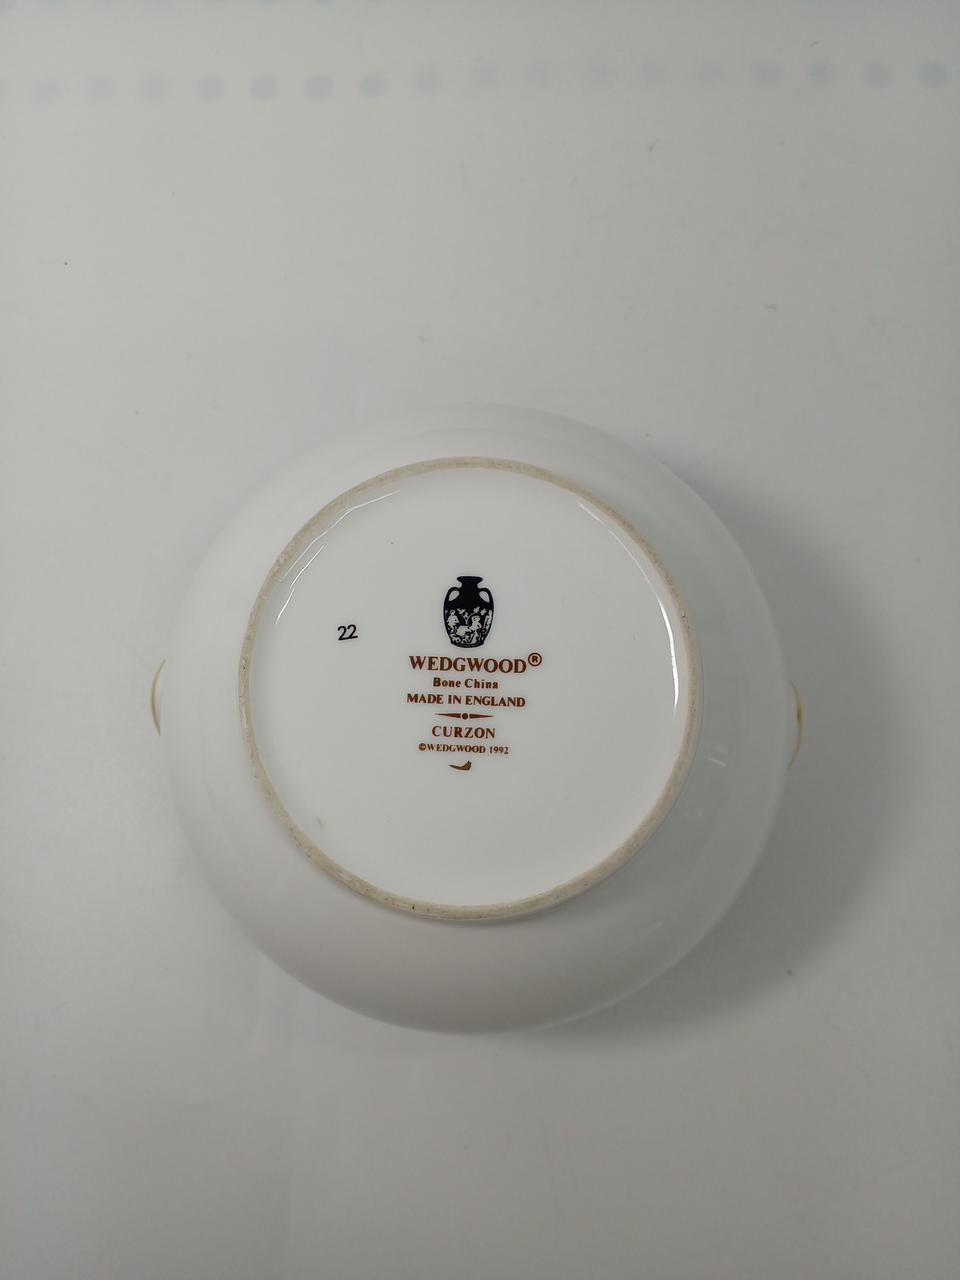 22
WEDGWOOD®
Bone China
MADE IN ENGLAND
CURZON
©WEDGWOOD 1992